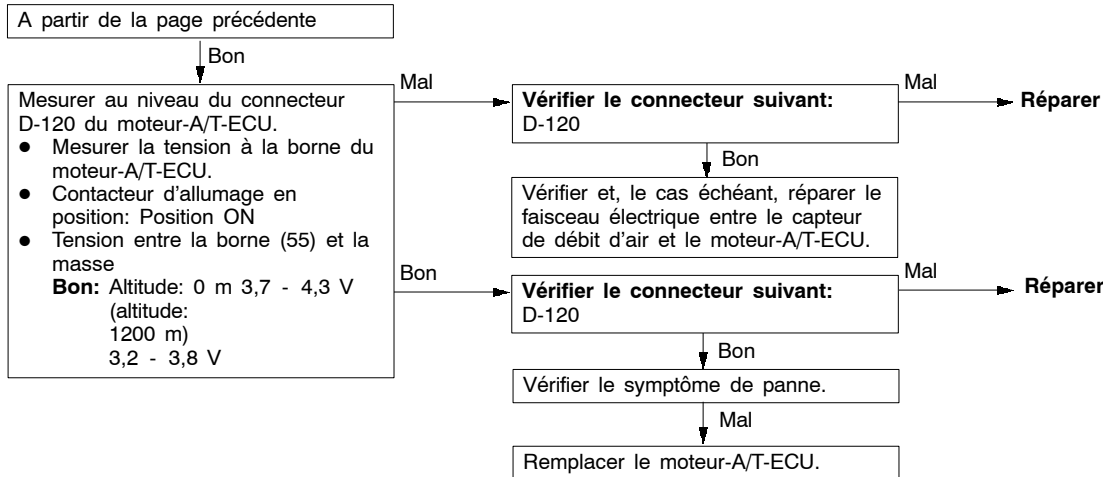 A partir de la page précédente
Bon
Mesurer au niveau du connecteur
D-120 du moteur-A/T-ECU.
● Mesurer la tension à la borne du
moteur-A/T-ECU.
● Contacteur d'allumage en
position: Position ON
● Tension entre la borne (55) et la
masse
Bon: Altitude: 0 m 3,7 - 4,3 V
(altitude:
1200 m)
3,2 - 3,8 V
Mal
Vérifier le connecteur suivant:
D-120
Mal
Réparer
Bon
Vérifier et, le cas échéant, réparer le
faisceau électrique entre le capteur
de débit d'air et le moteur-A/T-ECU.
Bon
Vérifier le connecteur suivant:
D-120
Mal
Réparer
Bon
Vérifier le symptôme de panne.
Mal
Remplacer le moteur-A/T-ECU.